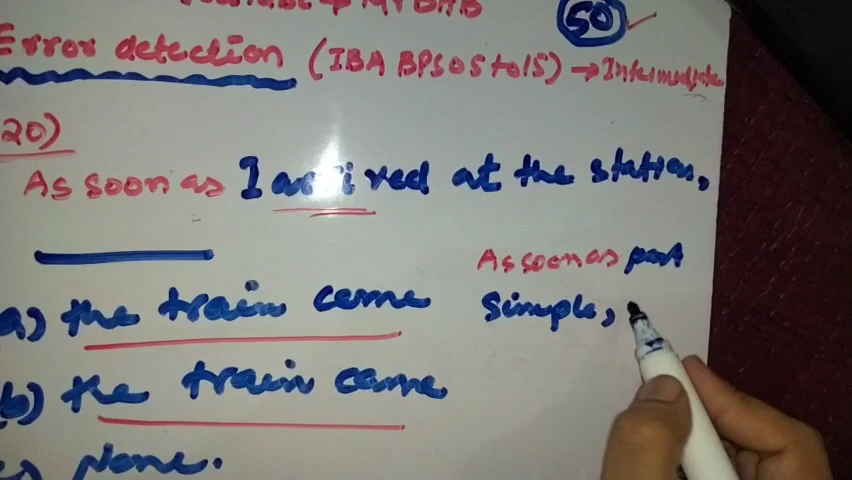 Error detection (IBA BPS 05 to 15) → Intermediate
50
20)
As soon as I arrived at the station,
a) the train came
(b) the train came
c) None.
As soon as past
simple,